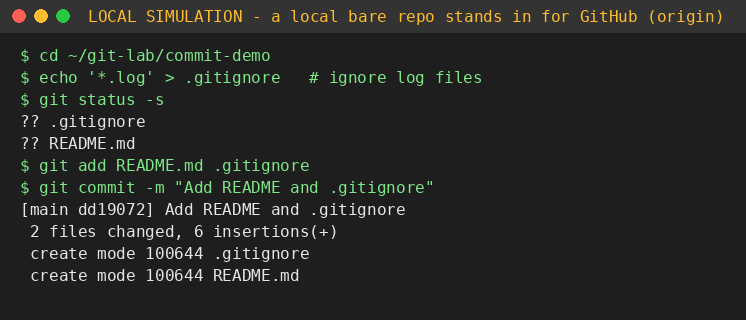 LOCAL SIMULATION - a local bare repo stands in for GitHub (origin)
$ cd ~/git-lab/commit-demo
$ echo '*.log' > .gitignore   # ignore log files
$ git status -s
?? .gitignore
?? README.md
$ git add README.md .gitignore
$ git commit -m "Add README and .gitignore"
[main dd19072] Add README and .gitignore
 2 files changed, 6 insertions(+)
 create mode 100644 .gitignore
 create mode 100644 README.md